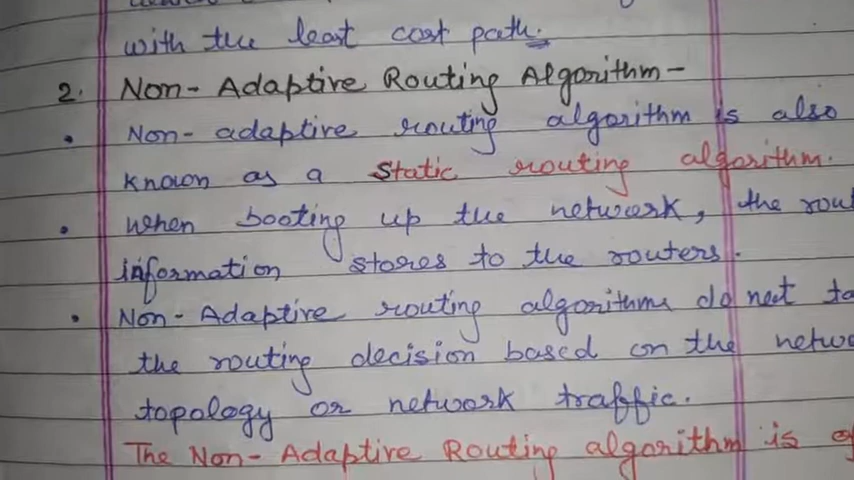 with the least cost path.
2. Non-Adaptive Routing Algorithm-
• Non-adaptive routing algorithm is also
known as a static routing algorithm.
• When booting up the network, the
information stores to the routers.
• Non-Adaptive routing algorithms do not
the routing decision based on the
topology or network traffic.
The Non-Adaptive Routing algorithm is